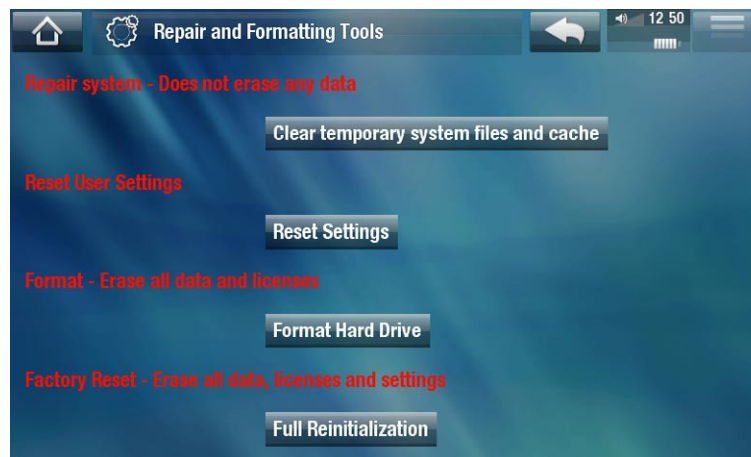 Repair and Formatting Tools
12 50
Repair system - Does not erase any data
Clear temporary system files and cache
Reset User Settings
Reset Settings
Format - Erase all data and licenses
Format Hard Drive
Factory Reset - Erase all data, licenses and settings
Full Reinitialization